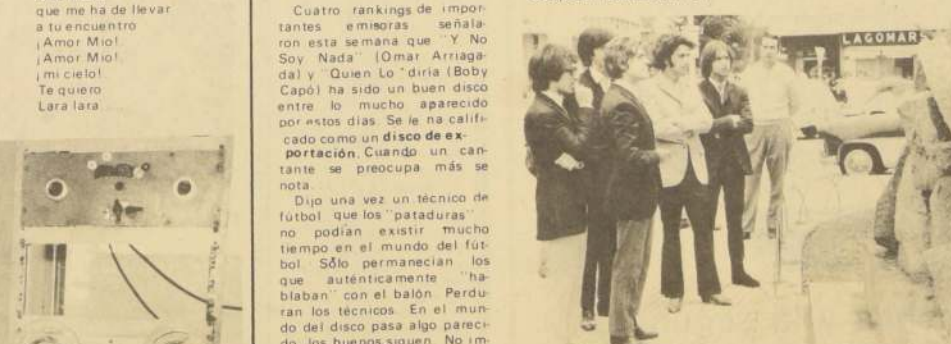 que me ha de llevar
a tu encuentro
¡Amor Mio!.
¡Amor Mio!,
¡mi cielo!
Te quiero
Lara lara ....
Cuatro rankings de impor-
tantes emisoras señala-
ron esta semana que "Y No
Soy Nada" (Omar Arriaga-
da) y "Quien Lo "diria (Boby
Capó) ha sido un buen disco
entre lo mucho aparecido
por estos días. Se le na califi-
cado como un disco de ex-
portación. Cuando un can-
tante se preocupa más se
nota.
Dijo una vez un técnico de
fútbol que los "pataduras"
no podían existir mucho
tiempo en el mundo del fút-
bol. Sólo permanecían los
que auténticamente "ha-
blaban" con el balón. Perdu-
ran los técnicos. En el mun-
do del disco pasa algo pareci-
do, los buenos siguen. No im-
LAGOMAR